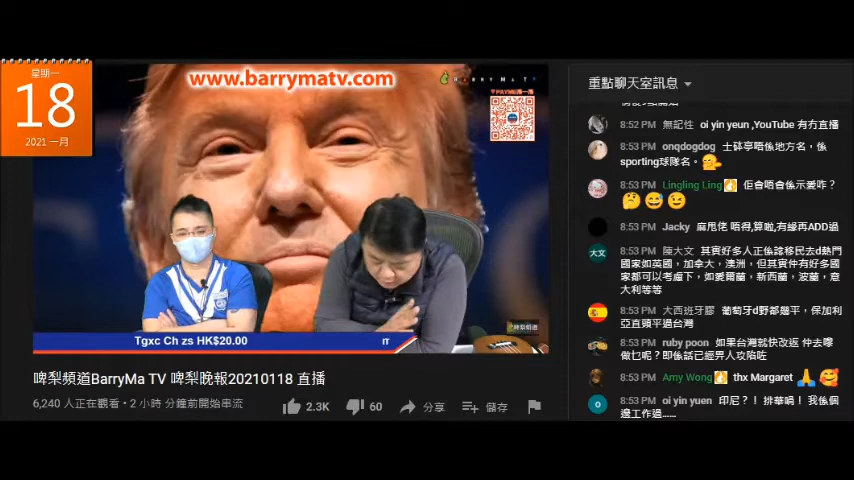 星期一
18
2021 一月
www.barrymatv.com
BARRY MA TV
Tgxc Ch zs HK$20.00
IT
啤梨頻道
啤梨頻道BarryMa TV 啤梨晚報20210118 直播
6,240 人正在觀看 • 2 小時 分鐘前開始串流
2.3K
60
分享
儲存
重點聊天室訊息
8:52 PM 無記性 oi yin yeun ,YouTube 有冇直播
8:53 PM onqdogdog 士砵亭唔係地方名，係
sporting球隊名。
8:53 PM Lingling Ling 佢會唔會係示愛咋？
Jacky 麻甩佬 唔得,算啦,有緣再ADD過
8:53 PM 陳大文 其實好多人正係諗移民去d熱門
國家如英國，加拿大，澳洲，但其實仲有好多國
家都可以考慮下，如愛爾蘭，新西蘭，波蘭，意
大利等等
大文
8:53 PM 大西班牙膠 葡萄牙d野都幾平，保加利
亞直頭平過台灣
8:53 PM ruby poon 如果台灣就快改返 仲去嚟
做乜呢？即係話已經畀人攻陷咗
8:53 PM Amy Wong thx Margaret
8:53 PM oi yin yuen 印尼？！ 排華喎！ 我係個
邊工作過......
o